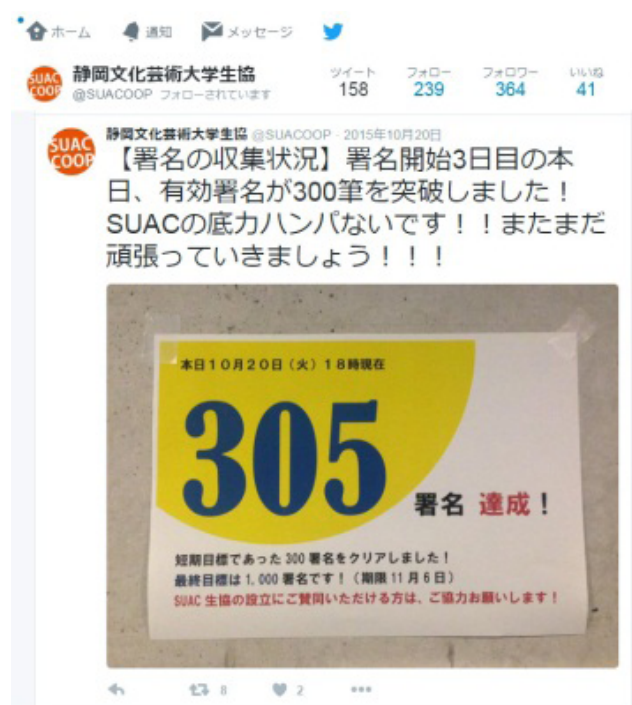 ホーム 通知 メッセージ
静岡文化芸術大学生協
@SUACOOP フォローされています
ツイート フォロー フォロワー いいね
158 239 364 41
SUAC
COOP
静岡文化芸術大学生協 @SUACOOP · 2015年10月20日
【署名の収集状況】署名開始3日目の本
日、有効署名が300筆を突破しました！
SUACの底力ハンパないです！！またまだ
頑張っていきましょう！！！
SUAC
COOP
本日10月20日（火）18時現在
305
署名 達成！
短期目標であった300署名をクリアしました！
最終目標は1,000署名です！（期限11月6日）
SUAC生協の設立にご賛同いただける方は、ご協力お願いします！
8 2